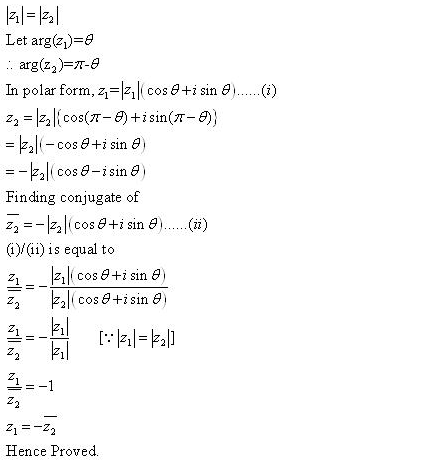 |z₁|=|z₂|
Let arg(z₁)=θ
∴ arg(z₂)=π-θ
In polar form, z₁=|z₁|(cos θ+i sin θ)......(i)
z₂=|z₂|{cos(π−θ)+i sin(π−θ)}
=|z₂|(−cos θ+i sin θ)
=−|z₂|(cos θ−i sin θ)
Finding conjugate of
z̅₂=−|z₂|(cos θ+i sin θ)......(ii)
(i)/(ii) is equal to
z₁/z̅₂=−|z₁|(cos θ+i sin θ)/|z₂|(cos θ+i sin θ)
z₁/z̅₂=−|z₁|/|z₁| [∵|z₁|=|z₂|]
z₁/z̅₂=−1
z₁=−z̅₂
Hence Proved.